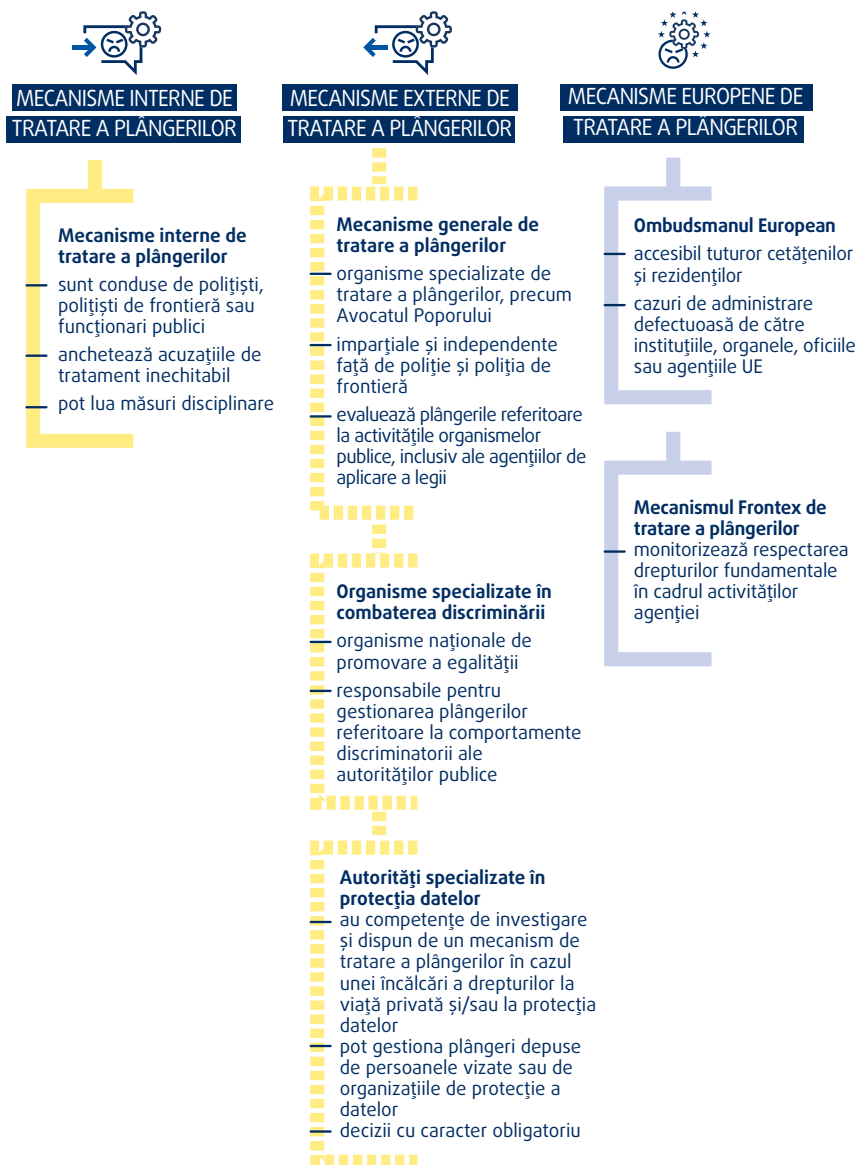 MECANISME INTERNE DE
TRATARE A PLÂNGERILOR
Mecanisme interne de
tratare a plângerilor
sunt conduse de polițiști,
polițiști de frontieră sau
funcționari publici
anchetează acuzațiile de
tratament inechitabil
pot lua măsuri disciplinare
MECANISME EXTERNE DE
TRATARE A PLÂNGERILOR
Mecanisme generale de
tratare a plângerilor
organisme specializate de
tratare a plângerilor, precum
Avocatul Poporului
imparțiale și independente
față de poliție și poliția de
frontieră
evaluează plângerile referitoare
la activitățile organismelor
publice, inclusiv ale agențiilor de
aplicare a legii
Organisme specializate în
combaterea discriminării
organisme naționale de
promovare a egalității
responsabile pentru
gestionarea plângerilor
referitoare la comportamente
discriminatorii ale
autorităților publice
Autorități specializate în
protecția datelor
au competențe de investigare
și dispun de un mecanism de
tratare a plângerilor în cazul
unei încălcări a drepturilor la
viață privată și/sau la protecția
datelor
pot gestiona plângeri depuse
de persoanele vizate sau de
organizațiile de protecție a
datelor
decizii cu caracter obligatoriu
MECANISME EUROPENE DE
TRATARE A PLÂNGERILOR
Ombudsmanul European
accesibil tuturor cetățenilor
și rezidenților
cazuri de administrare
defectuoasă de către
instituțiile, organele, oficiile
sau agențiile UE
Mecanismul Frontex de
tratare a plângerilor
monitorizează respectarea
drepturilor fundamentale
în cadrul activităților
agenției